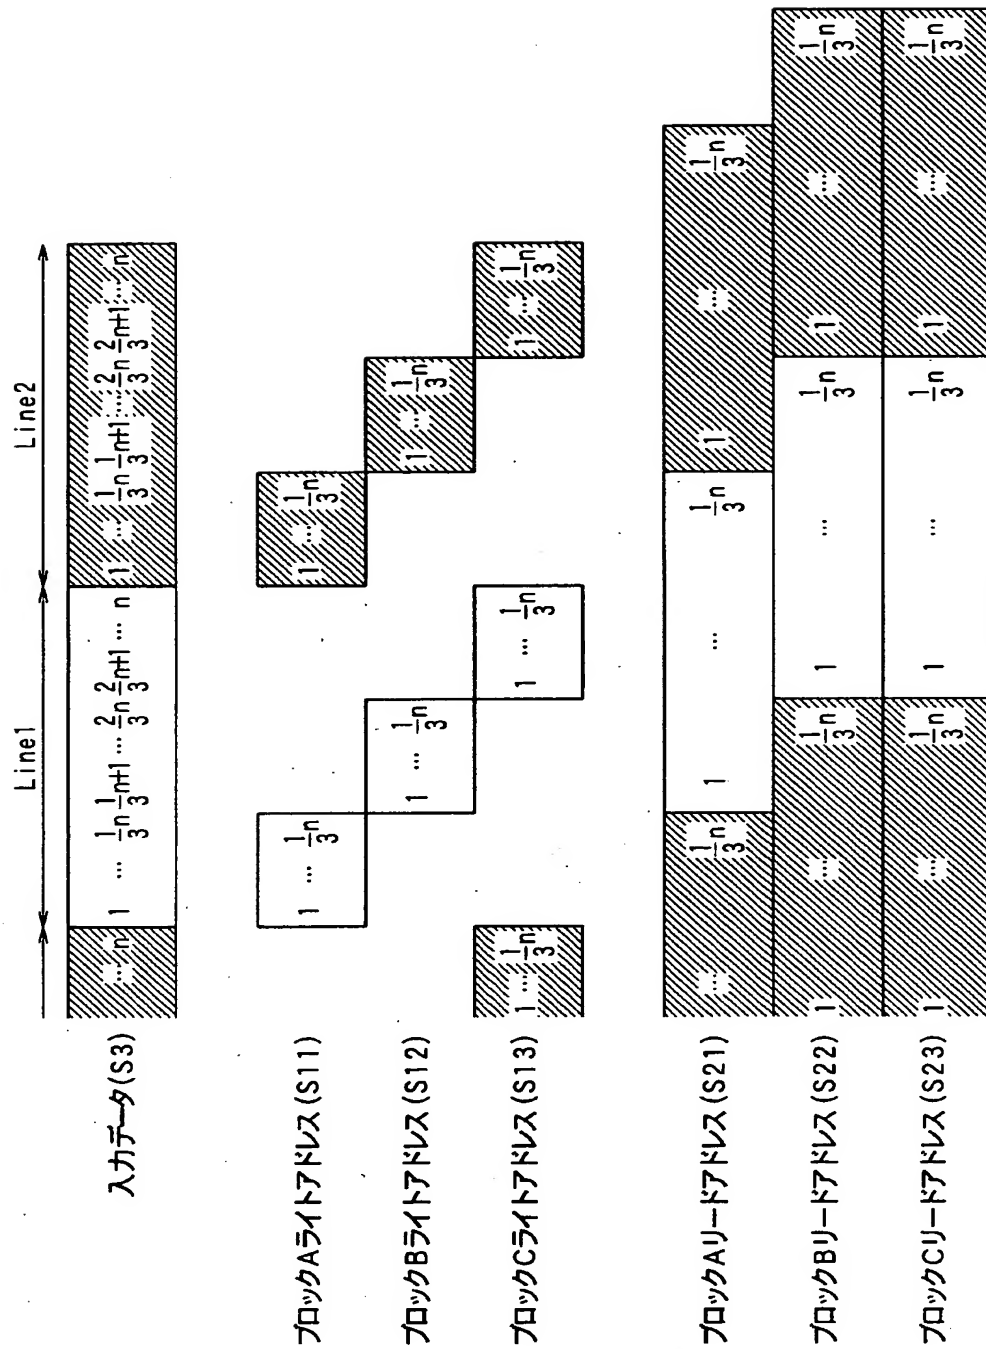 Line1 Line2
入力データ(S3) … n 1 … 1/3n 1/3n+1 … 2/3n 2/3n+1 … n 1 … 1/3n 1/3n+1 … 2/3n 2/3n+1 … n
ブロックAライトアドレス(S11) 1 … 1/3n 1 … 1/3n
ブロックBライトアドレス(S12) 1 … 1/3n 1 … 1/3n
ブロックCライトアドレス(S13) 1 … 1/3n 1 … 1/3n 1 … 1/3n
ブロックAリードアドレス(S21) … 1/3n 1 … 1/3n 1 … 1/3n
ブロックBリードアドレス(S22) 1 … 1/3n 1 … 1/3n 1 … 1/3n
ブロックCリードアドレス(S23) 1 … 1/3n 1 … 1/3n 1 … 1/3n